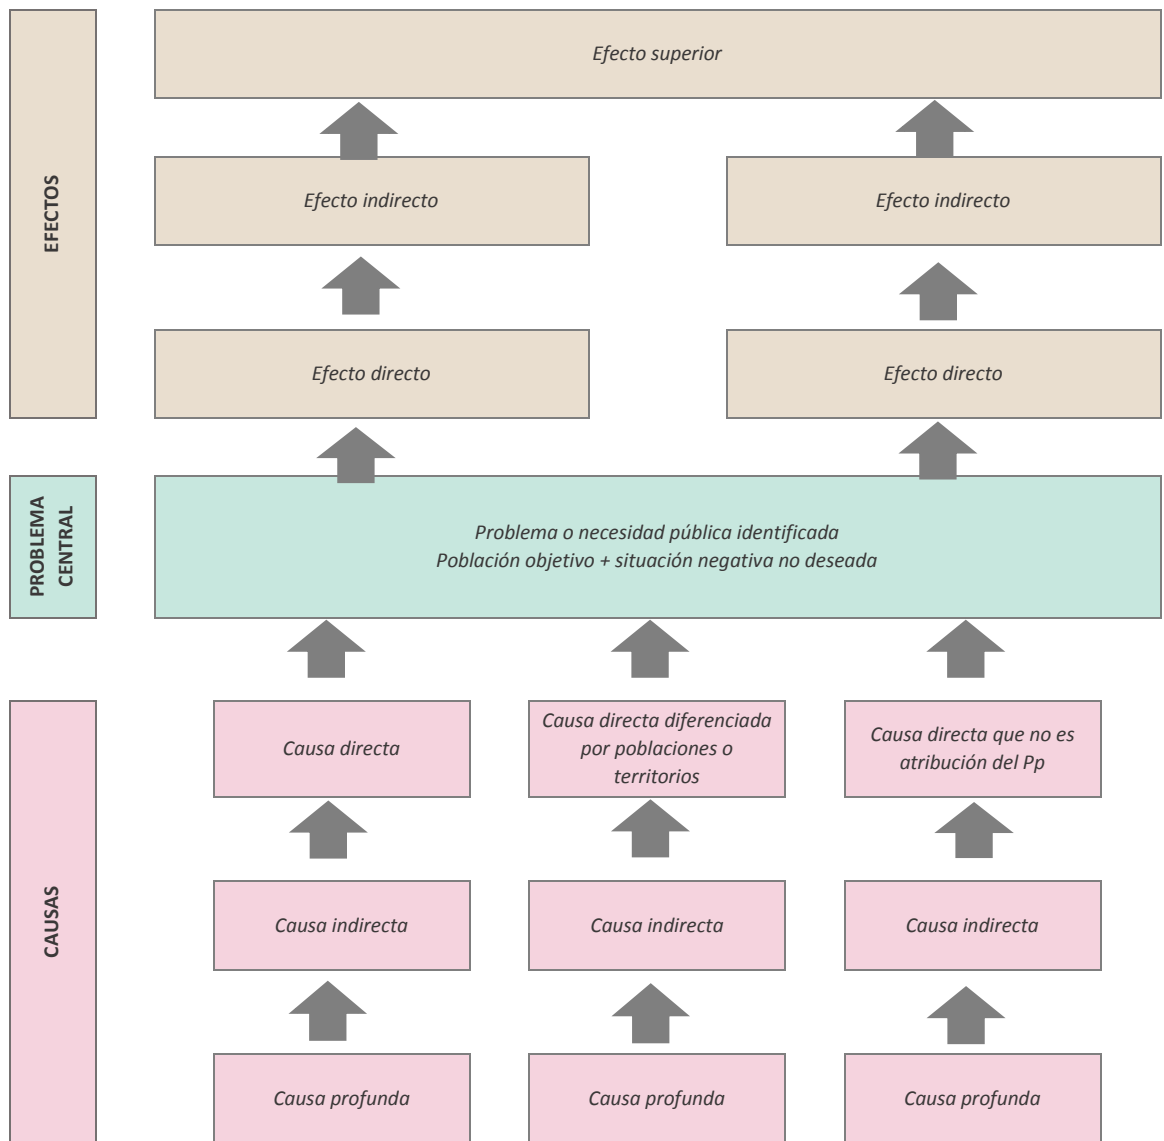 Efecto superior
EFECTOS
Efecto indirecto
Efecto indirecto
Efecto directo
Efecto directo
PROBLEMA
CENTRAL
Problema o necesidad pública identificada
Población objetivo + situación negativa no deseada
CAUSAS
Causa directa
Causa directa diferenciada
por poblaciones o
territorios
Causa directa que no es
atribución del Pp
Causa indirecta
Causa indirecta
Causa indirecta
Causa profunda
Causa profunda
Causa profunda